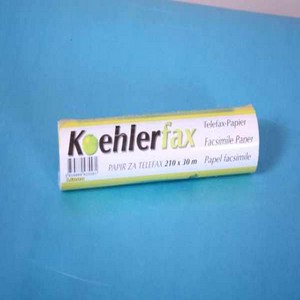 Koehlerfax
Telefax-Papier
Facsimile Paper
Papel facsimile
PAPIR ZA TELEFAX 210 x 30 m